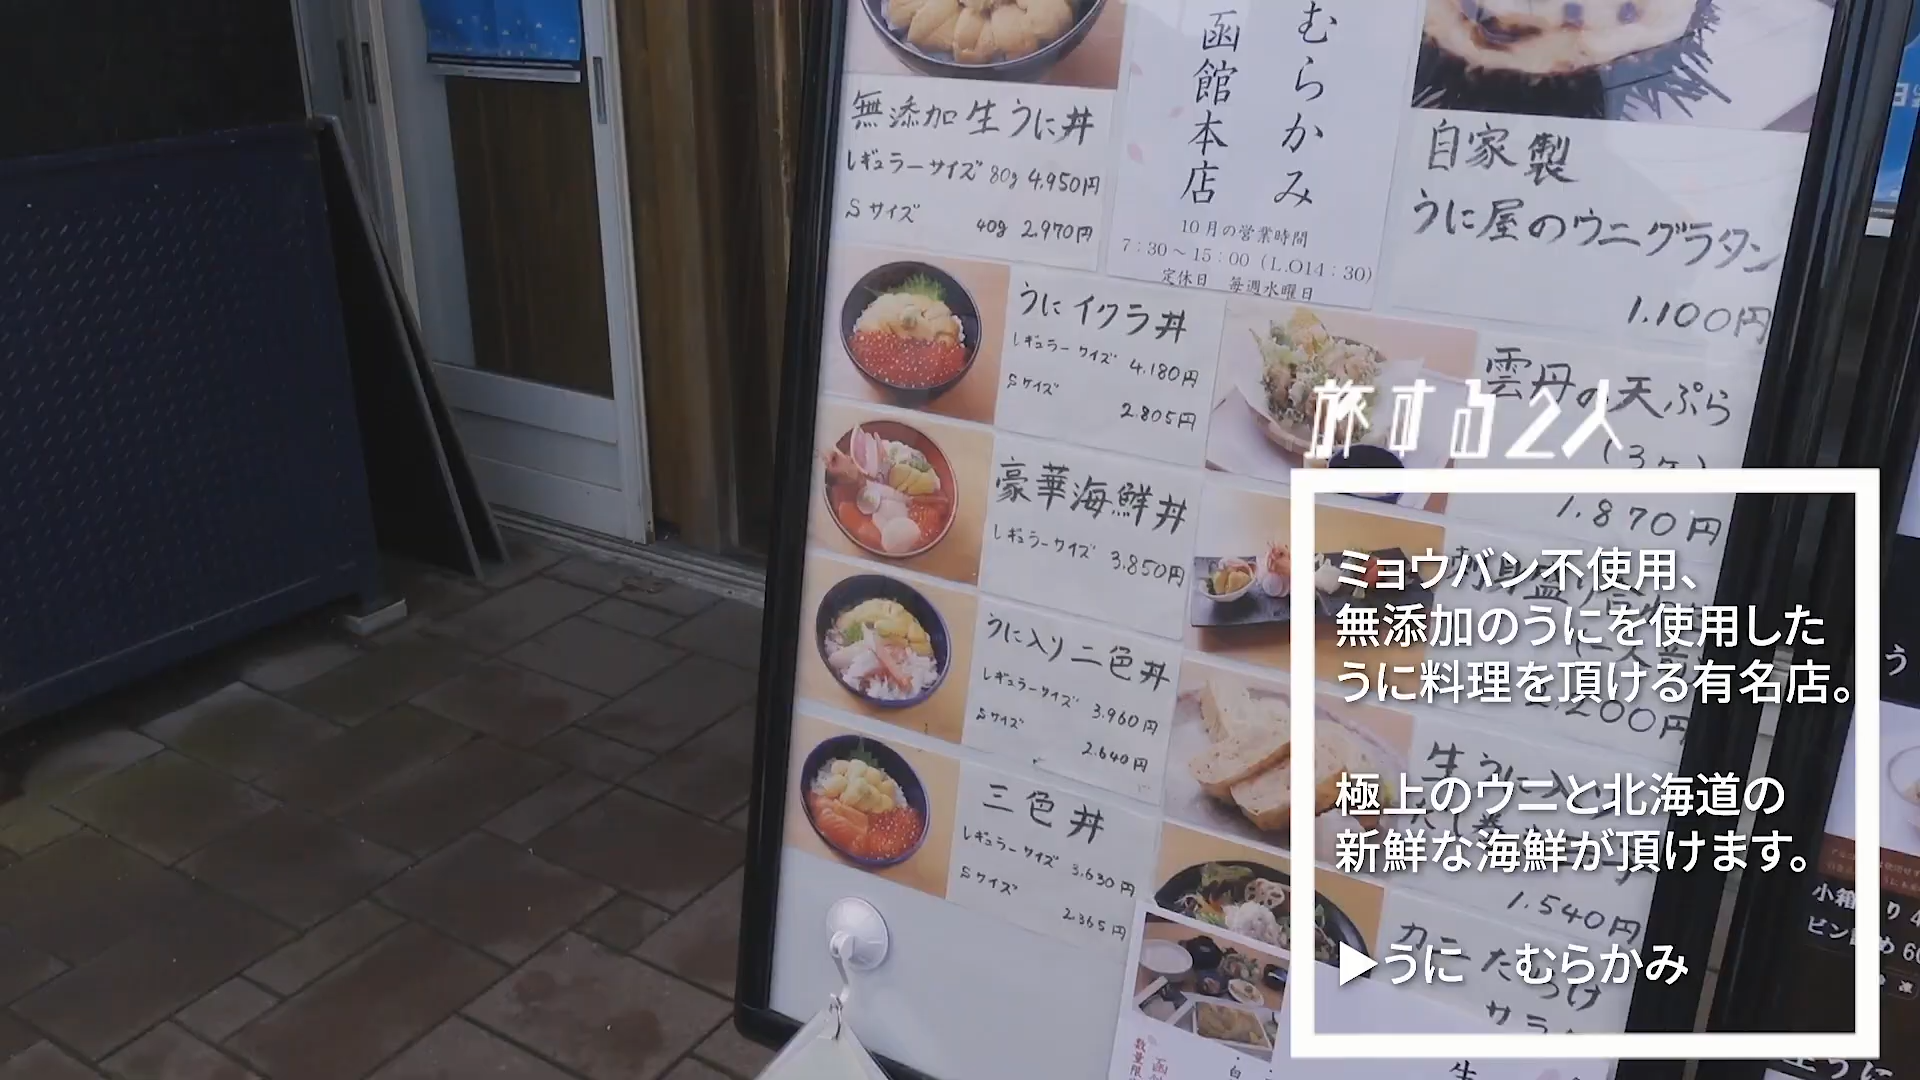 無添加生うに丼
レギュラーサイズ 80g 4.950円
Sサイズ 40g 2.970円
うにイクラ丼
レギュラーサイズ 4.180円
Sサイズ 2.805円
豪華海鮮丼
レギュラーサイズ 3.850円
うに入り二色丼
レギュラーサイズ 3.960円
Sサイズ 2.640円
三色丼
レギュラーサイズ 3.630円
Sサイズ 2.365円
むらかみ
函館本店
10月の営業時間
7:30～15:00（L.O14:30）
定休日 毎週水曜日
自家製
うに屋のウニグラタン
1.100円
雲丹の天ぷら
1.870円
200円
生うに入り
1.540円
旅する2人
ミョウバン不使用、
無添加のうにを使用した
うに料理を頂ける有名店。
極上のウニと北海道の
新鮮な海鮮が頂けます。
▶うに むらかみ